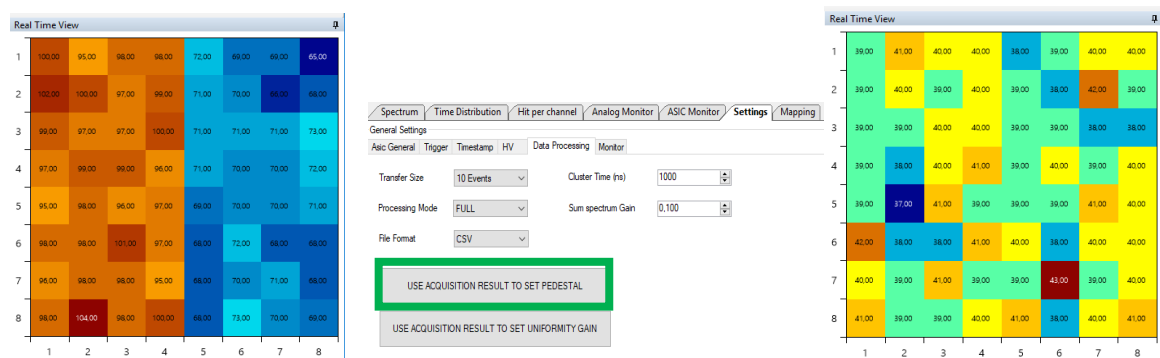 Real Time View
1 100,00 95,00 98,00 98,00 72,00 69,00 69,00 65,00
2 102,00 100,00 97,00 99,00 71,00 70,00 66,00 68,00
3 99,00 97,00 97,00 100,00 71,00 71,00 71,00 73,00
4 97,00 99,00 99,00 96,00 71,00 70,00 70,00 72,00
5 95,00 98,00 96,00 97,00 69,00 70,00 70,00 71,00
6 98,00 98,00 101,00 97,00 68,00 72,00 68,00 68,00
7 96,00 98,00 98,00 95,00 68,00 70,00 71,00 68,00
8 98,00 104,00 98,00 100,00 68,00 73,00 70,00 69,00
1 2 3 4 5 6 7 8
Spectrum Time Distribution Hit per channel Analog Monitor ASIC Monitor Settings Mapping
General Settings
Asic General Trigger Timestamp HV Data Processing Monitor
Transfer Size 10 Events Cluster Time (ns) 1000
Processing Mode FULL Sum spectrum Gain 0,100
File Format CSV
USE ACQUISITION RESULT TO SET PEDESTAL
USE ACQUISITION RESULT TO SET UNIFORMITY GAIN
Real Time View
1 39,00 41,00 40,00 40,00 38,00 39,00 40,00 40,00
2 39,00 40,00 39,00 40,00 39,00 38,00 42,00 39,00
3 39,00 39,00 40,00 40,00 39,00 39,00 38,00 38,00
4 39,00 38,00 40,00 41,00 39,00 40,00 39,00 40,00
5 39,00 37,00 41,00 39,00 39,00 39,00 41,00 40,00
6 42,00 38,00 38,00 41,00 40,00 38,00 40,00 40,00
7 40,00 39,00 41,00 39,00 39,00 43,00 39,00 40,00
8 41,00 39,00 39,00 40,00 41,00 38,00 40,00 41,00
1 2 3 4 5 6 7 8